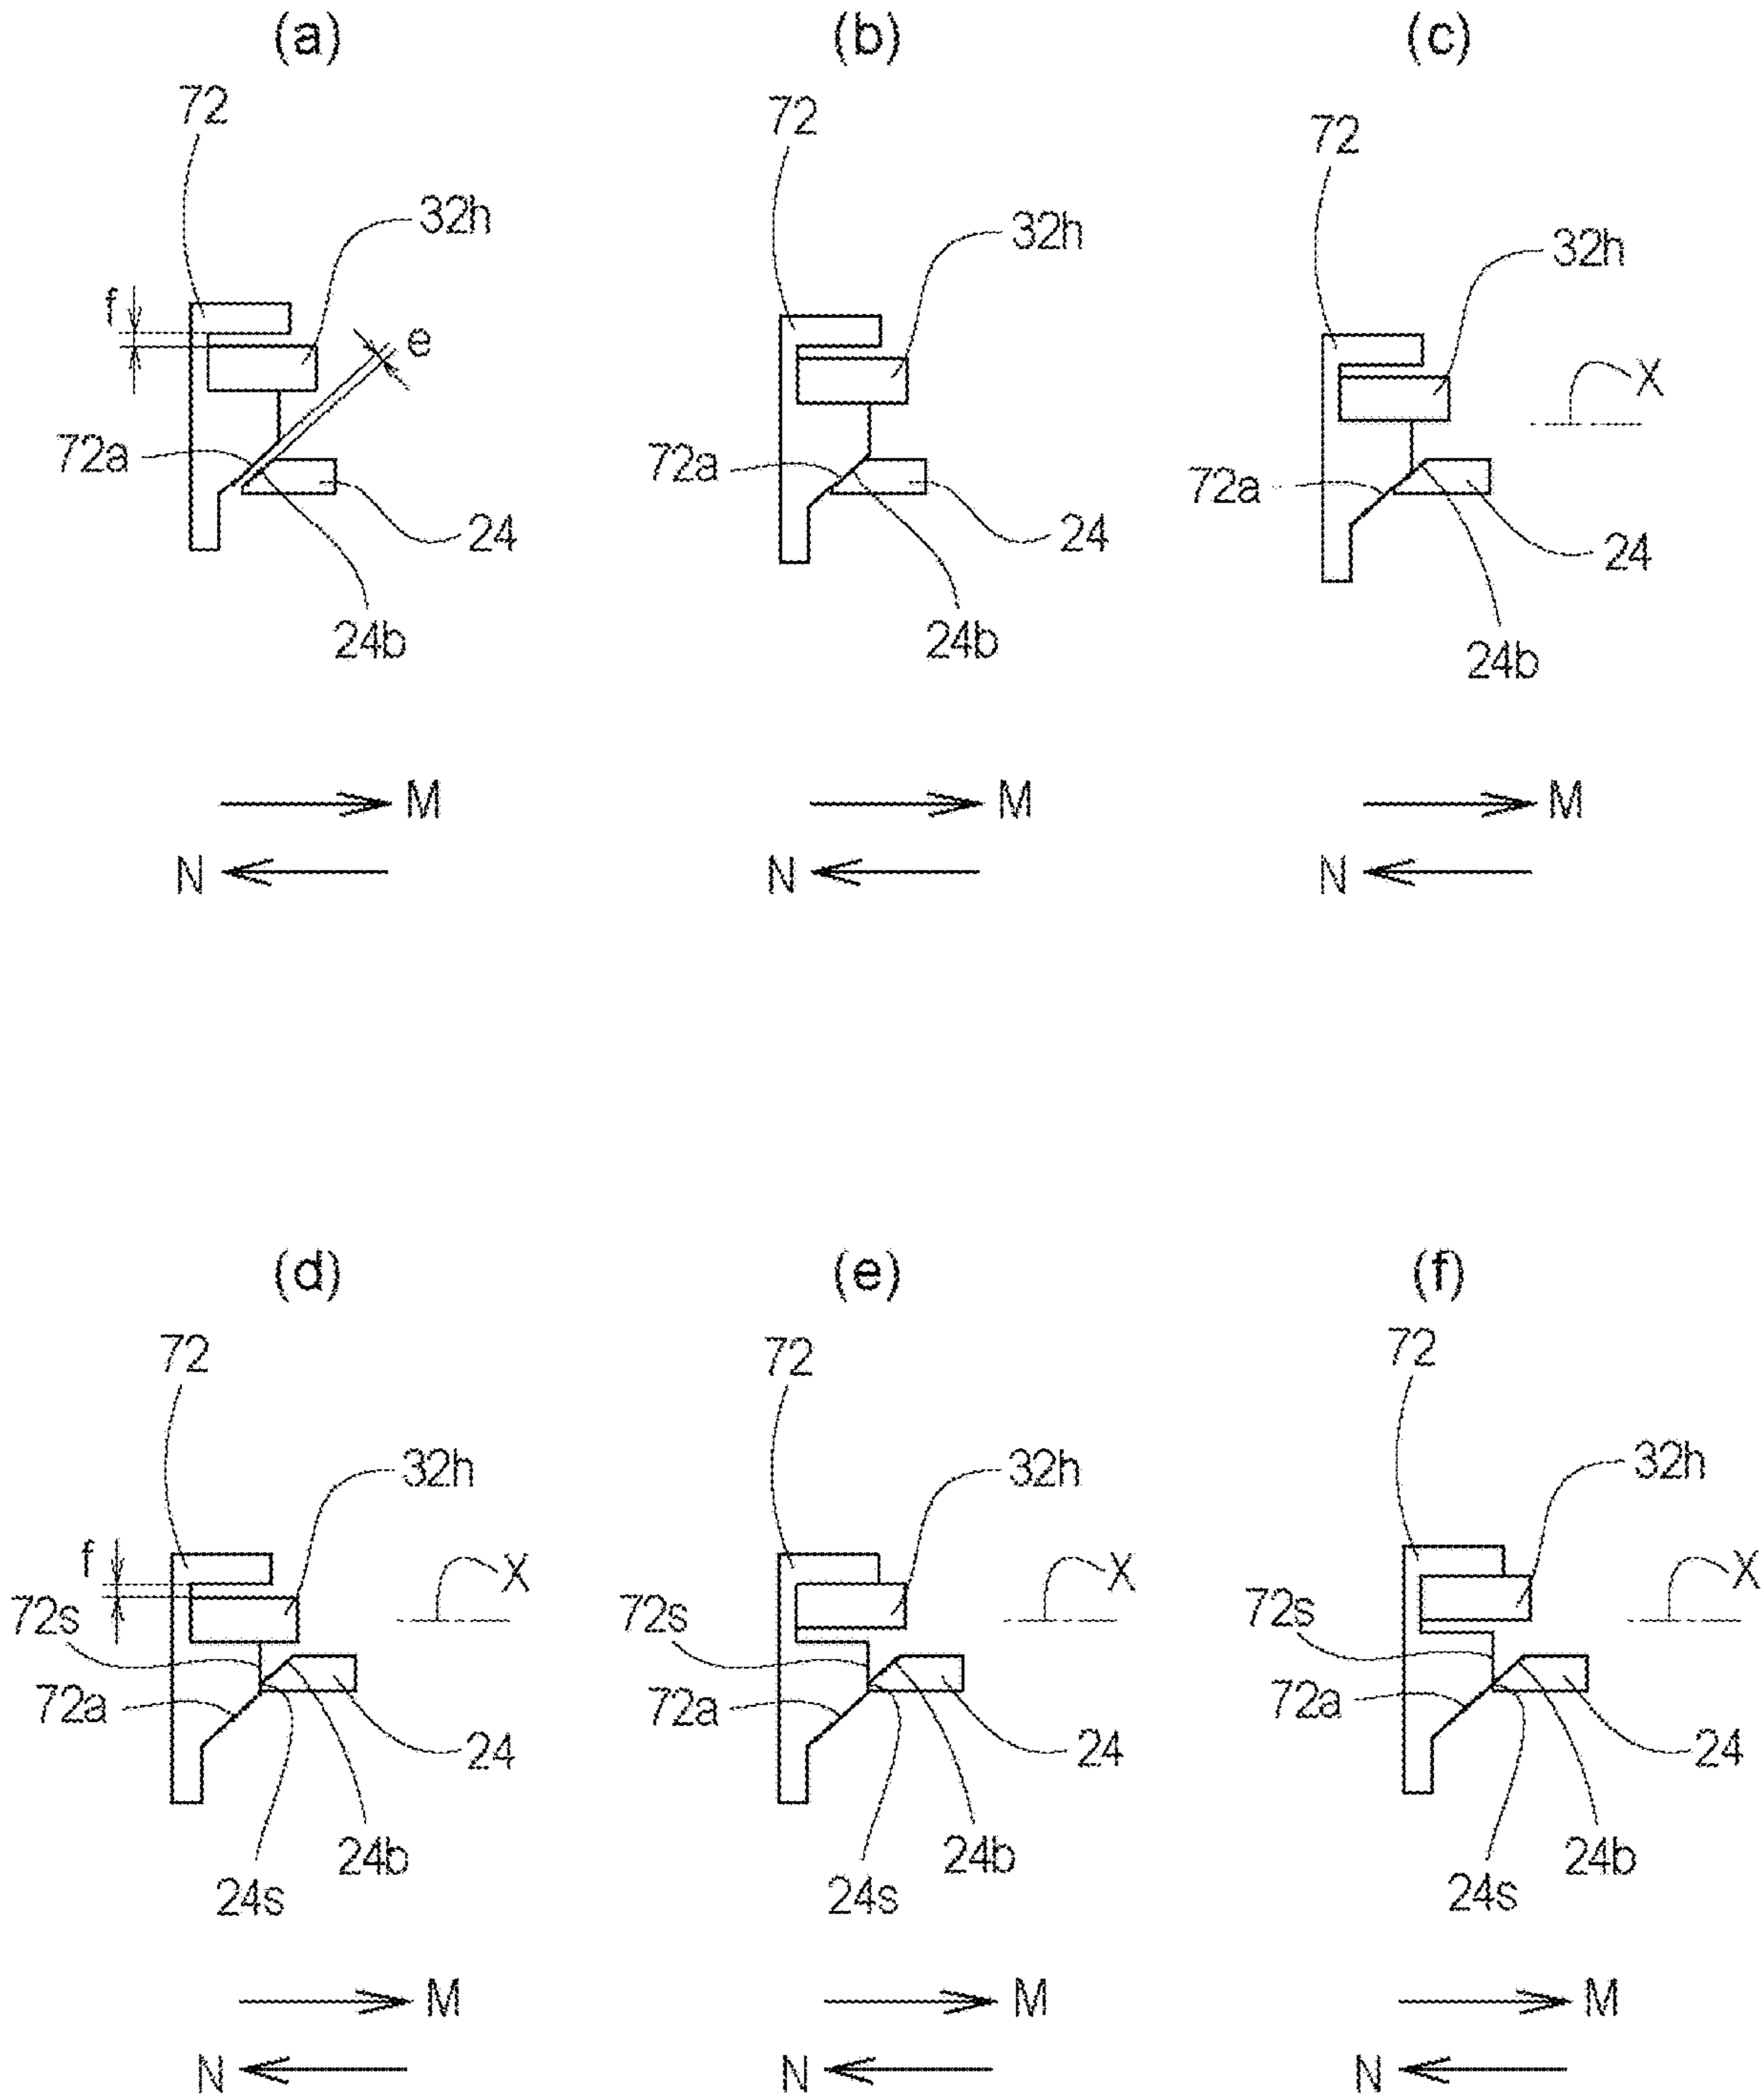 (a) (b) (c)
72 72 72
32h 32h 32h
f e
X
72a 72a 72a
24 24 24
24b 24b 24b
M M M
N N N
(d) (e) (f)
72 72 72
32h 32h 32h
f X X X
72s 72s 72s
72a 72a 72a
24 24 24
24b 24b 24b
24s 24s 24s
M M M
N N N